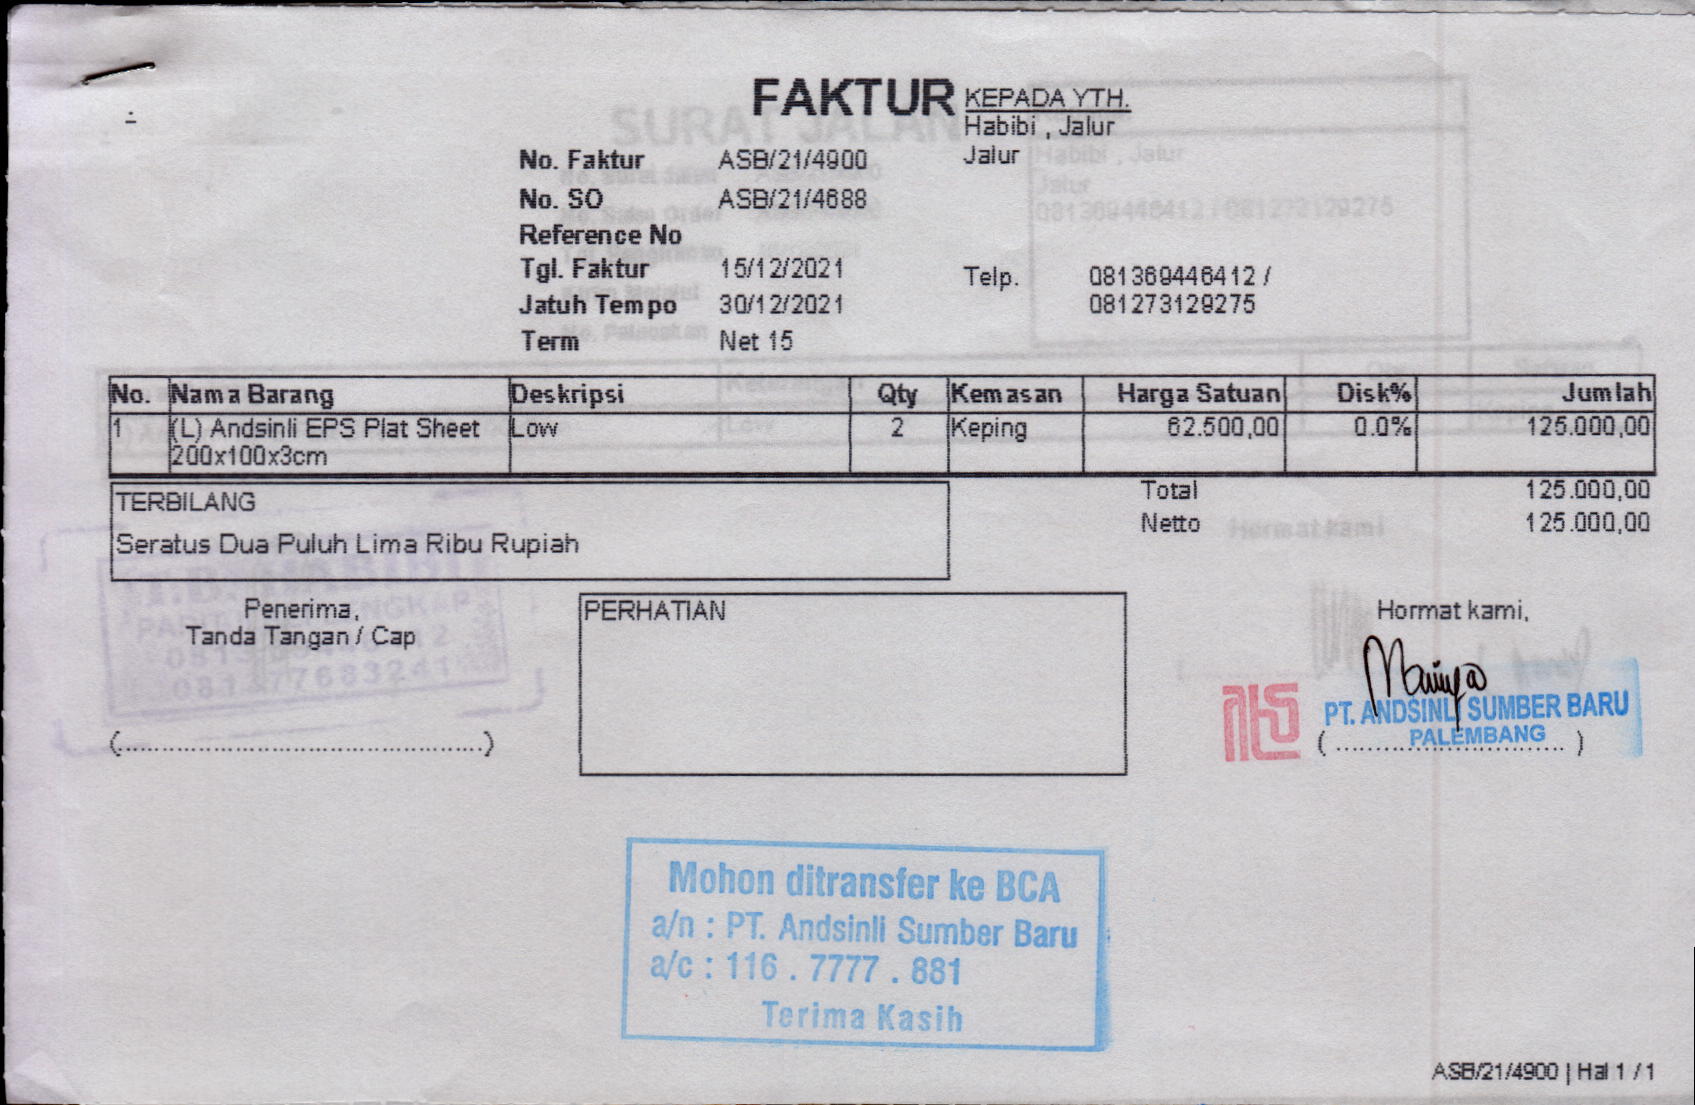 FAKTUR
KEPADA YTH.
Habibi , Jalur
Jalur
No. Faktur ASB/21/4900
No. SO ASB/21/4688
Reference No
Tgl. Faktur 15/12/2021
Jatuh Tempo 30/12/2021
Term Net 15
Telp. 081369446412 /
081273129275
No. Nama Barang Deskripsi Qty Kemasan Harga Satuan Disk% Jumlah
1 (L) Andsinli EPS Plat Sheet Low 2 Keping 62.500,00 0.0% 125.000,00
200x100x3cm
TERBILANG
Seratus Dua Puluh Lima Ribu Rupiah
Total 125.000,00
Netto 125.000,00
Penerima,
Tanda Tangan / Cap
(..............................................)
PERHATIAN
Hormat kami,
PT. ANDSINLI SUMBER BARU
PALEMBANG
(..............................)
Mohon ditransfer ke BCA
a/n : PT. Andsinli Sumber Baru
a/c : 116 . 7777 . 881
Terima Kasih
ASB/21/4900 | Hal 1 / 1